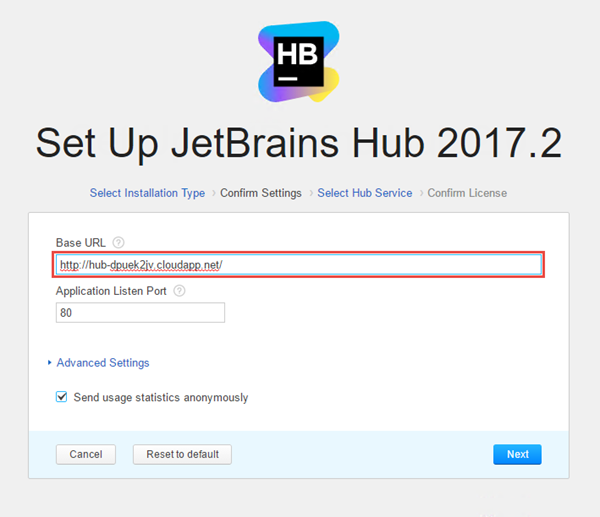 HB
Set Up JetBrains Hub 2017.2
Select Installation Type › Confirm Settings › Select Hub Service › Confirm License
Base URL ?
http://hub-dpuek2jv.cloudapp.net/
Application Listen Port ?
80
Advanced Settings
Send usage statistics anonymously
Cancel Reset to default Next